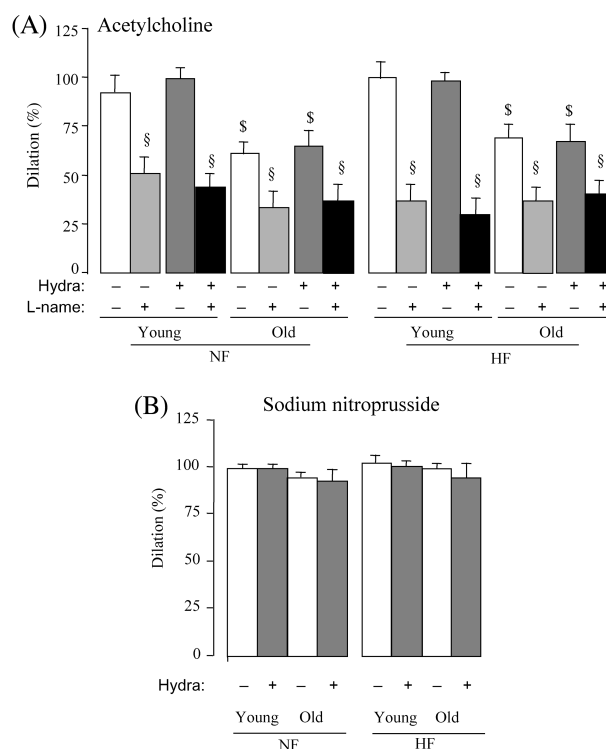 (A) Acetylcholine
125
100
75
50
25
0
Dilation (%)
§ § $ § $ § § § $ § $ §
Hydra: – – + + – – + + – – + + – – + +
L-name: – + – + – + – + – + – + – + – +
Young Old Young Old
NF HF
(B) Sodium nitroprusside
125
100
75
50
25
0
Dilation (%)
Hydra: – + – + – + – +
Young Old Young Old
NF HF